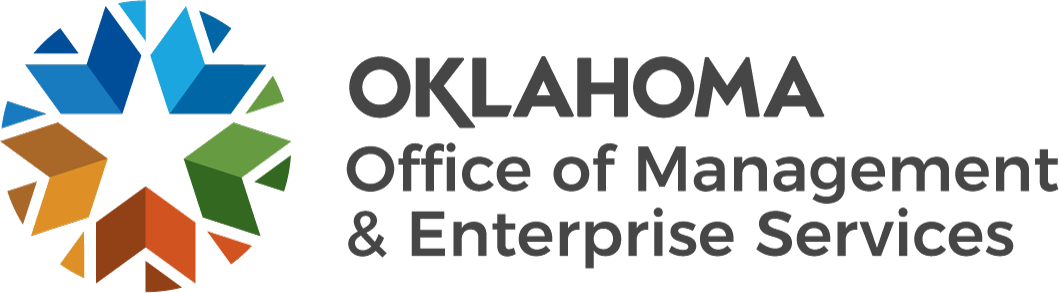 OKLAHOMA
Office of Management
& Enterprise Services